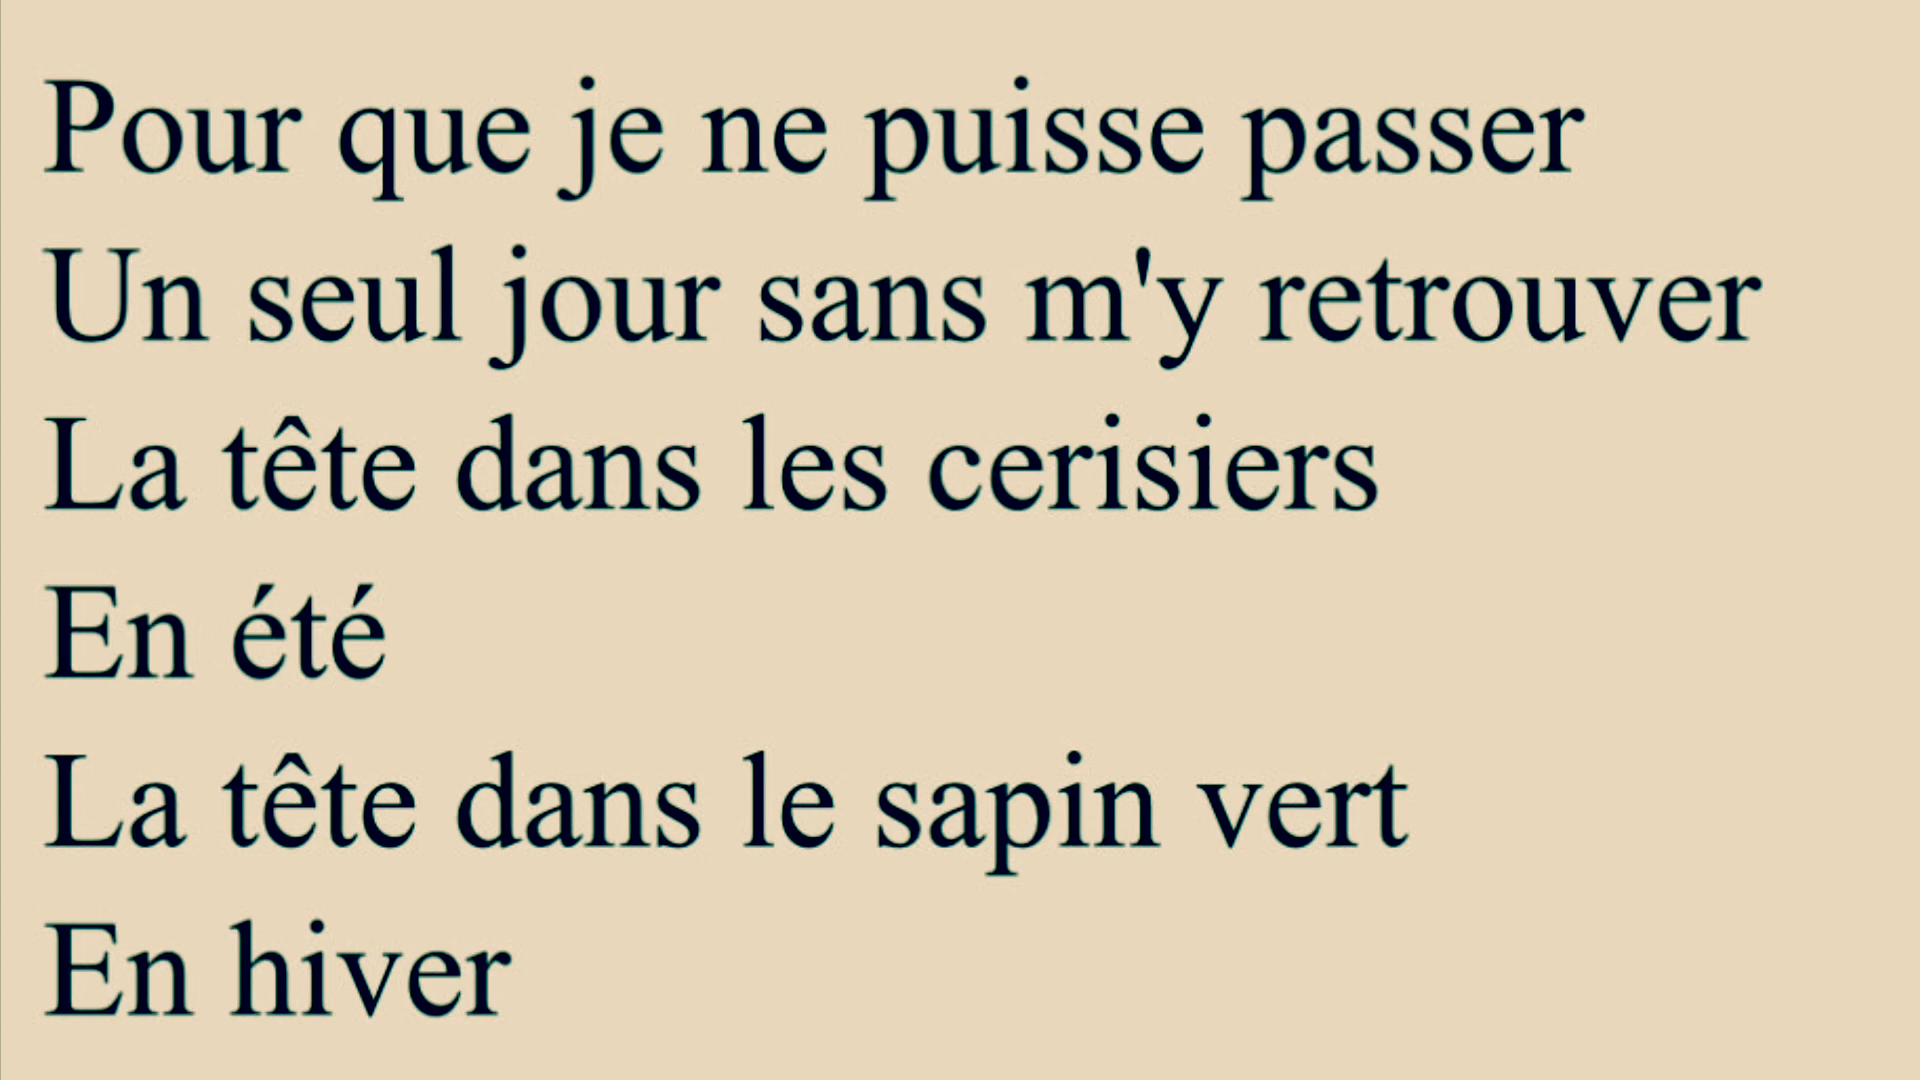 Pour que je ne puisse passer
Un seul jour sans m'y retrouver
La tête dans les cerisiers
En été
La tête dans le sapin vert
En hiver